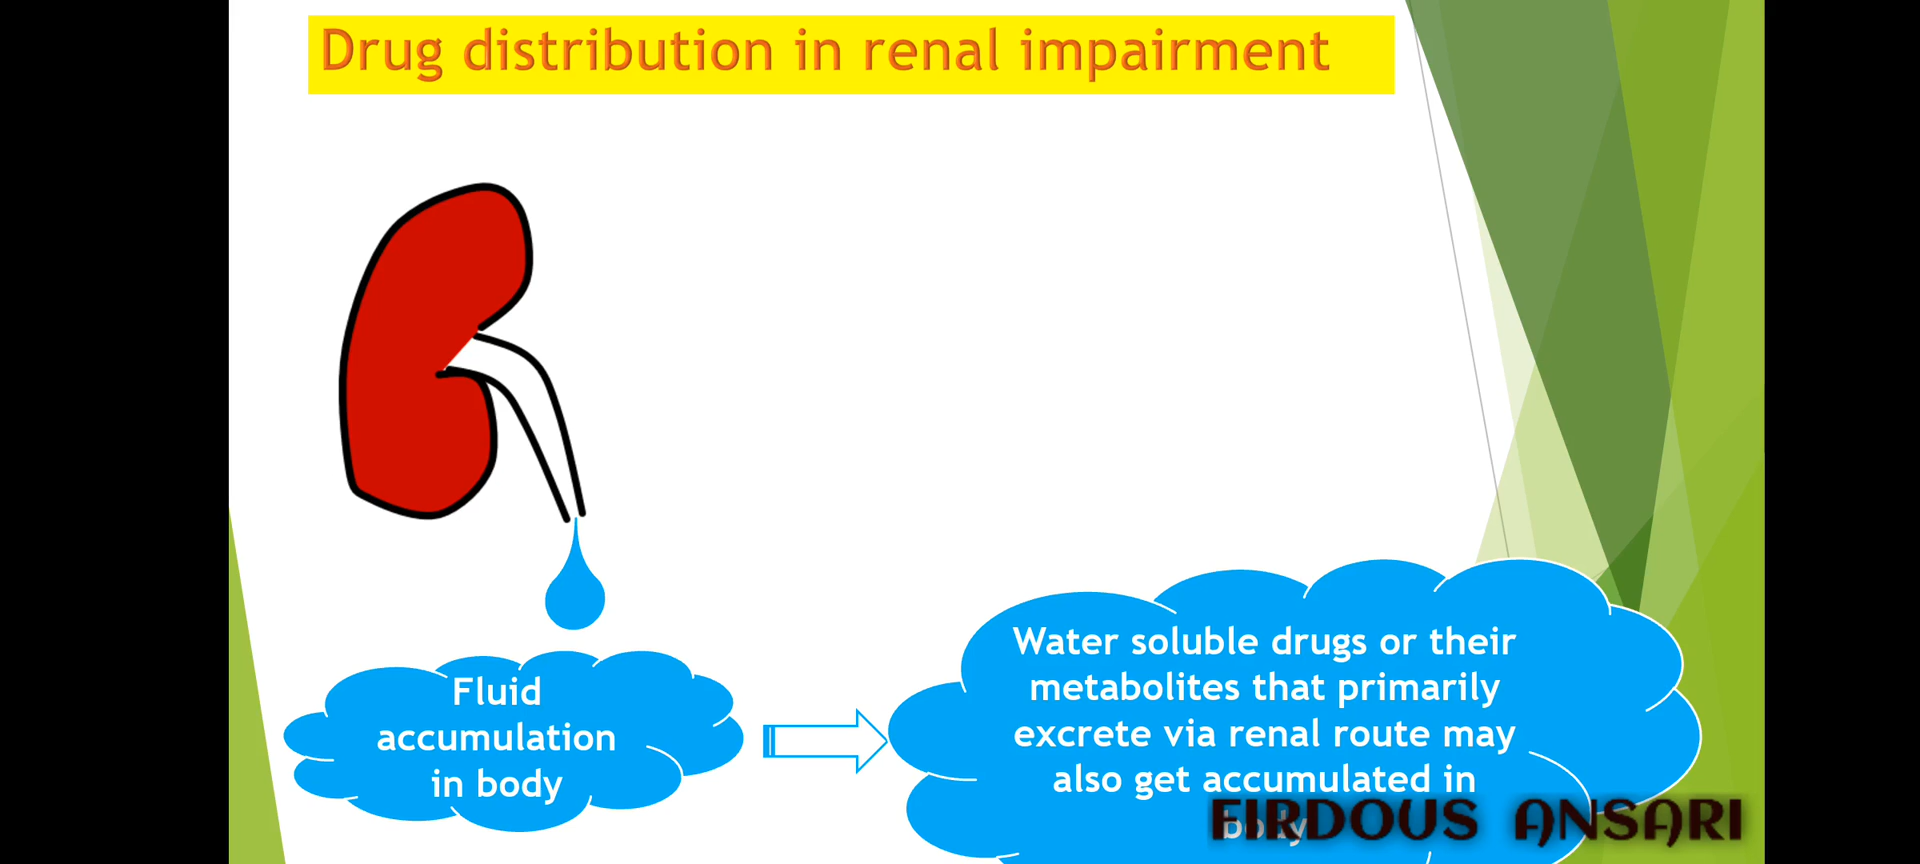 Drug distribution in renal impairment
Fluid
accumulation
in body
Water soluble drugs or their
metabolites that primarily
excrete via renal route may
also get accumulated in
body
FIRDOUS ANSARI